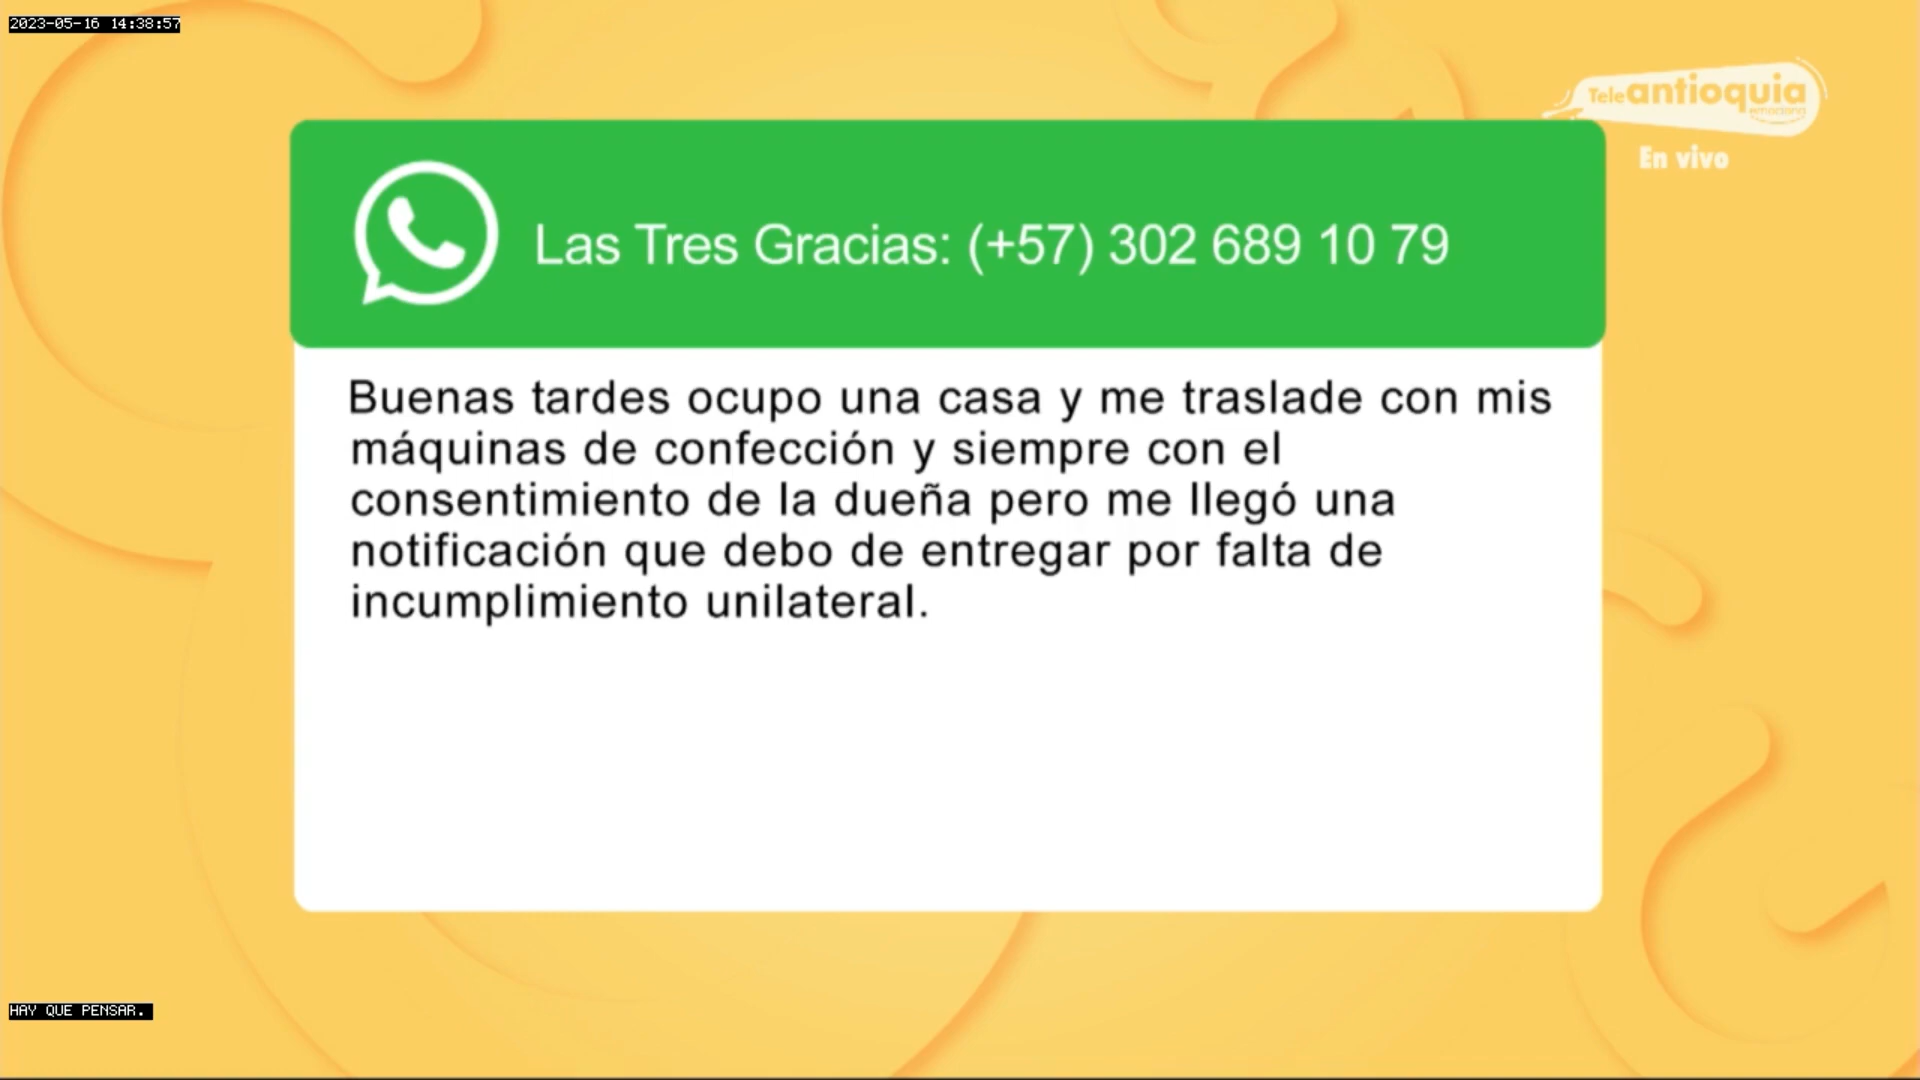 2023-05-16 14:38:57
Teleantioquia
En vivo
Las Tres Gracias: (+57) 302 689 10 79
Buenas tardes ocupo una casa y me traslade con mis
máquinas de confección y siempre con el
consentimiento de la dueña pero me llegó una
notificación que debo de entregar por falta de
incumplimiento unilateral.
HAY QUE PENSAR.